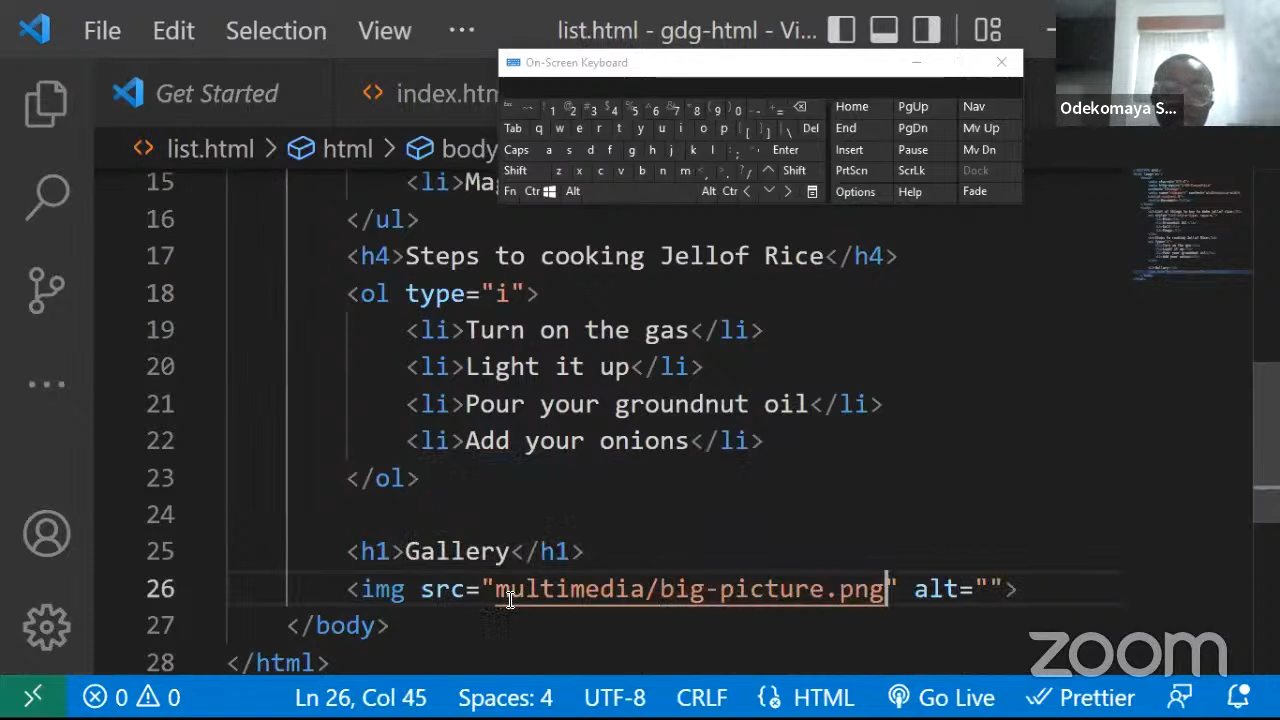 File Edit Selection View ··· list.html - gdg-html - Vi...
On-Screen Keyboard
Get Started index.htm
Odekomaya S...
list.html > html > body
Home PgUp Nav
Tab q w e r t y u i o p [ ] \ Del End PgDn Mv Up
Caps a s d f g h j k l ; ' Enter Insert Pause Mv Dn
Shift z x c v b n m , . / Shift PrtScn ScrLk Dock
Fn Ctr Alt Alt Ctr Options Help Fade
15 <li>Ma
16 </ul>
17 <h4>Steps to cooking Jellof Rice</h4>
18 <ol type="i">
19 <li>Turn on the gas</li>
20 <li>Light it up</li>
21 <li>Pour your groundnut oil</li>
22 <li>Add your onions</li>
23 </ol>
24
25 <h1>Gallery</h1>
26 <img src="multimedia/big-picture.png" alt="">
27 </body>
28 </html>
zoom
0 0 Ln 26, Col 45 Spaces: 4 UTF-8 CRLF HTML Go Live Prettier